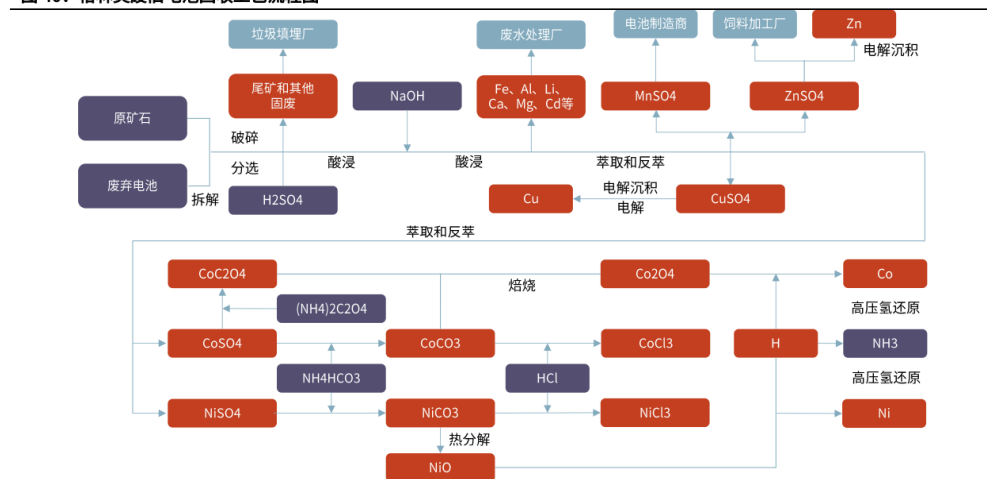 垃圾填埋厂
废水处理厂
电池制造商
饲料加工厂
Zn
电解沉积
尾矿和其他
固废
NaOH
Fe、Al、Li、
Ca、Mg、Cd等
MnSO4
ZnSO4
原矿石
破碎
分选
酸浸
酸浸
萃取和反萃
废弃电池
拆解
H2SO4
Cu
电解沉积
电解
CuSO4
萃取和反萃
CoC2O4
焙烧
Co2O4
Co
(NH4)2C2O4
高压氢还原
CoSO4
CoCO3
CoCl3
H
NH3
NH4HCO3
HCl
高压氢还原
NiSO4
NiCO3
NiCl3
Ni
热分解
NiO